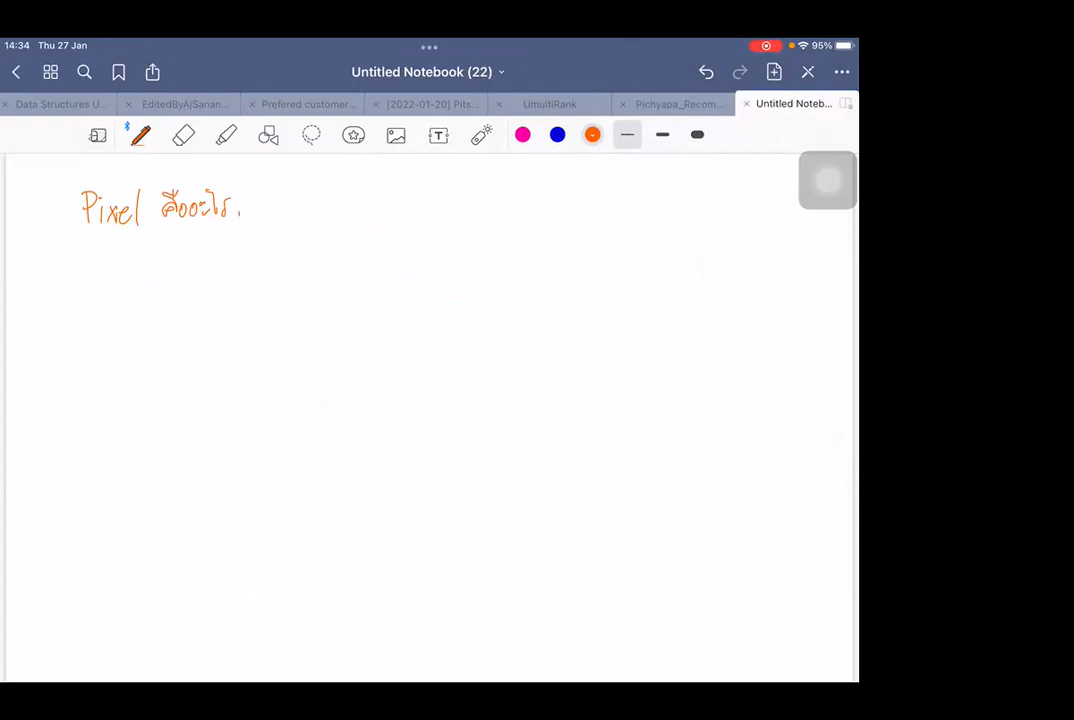 14:34 Thu 27 Jan
95%
Untitled Notebook (22)
Data Structures U...
EditedByAjSanan...
Prefered customer...
[2022-01-20] Pits...
UmultiRank
Pichyapa_Recom...
Untitled Noteb...
T
Pixel คืออะไร